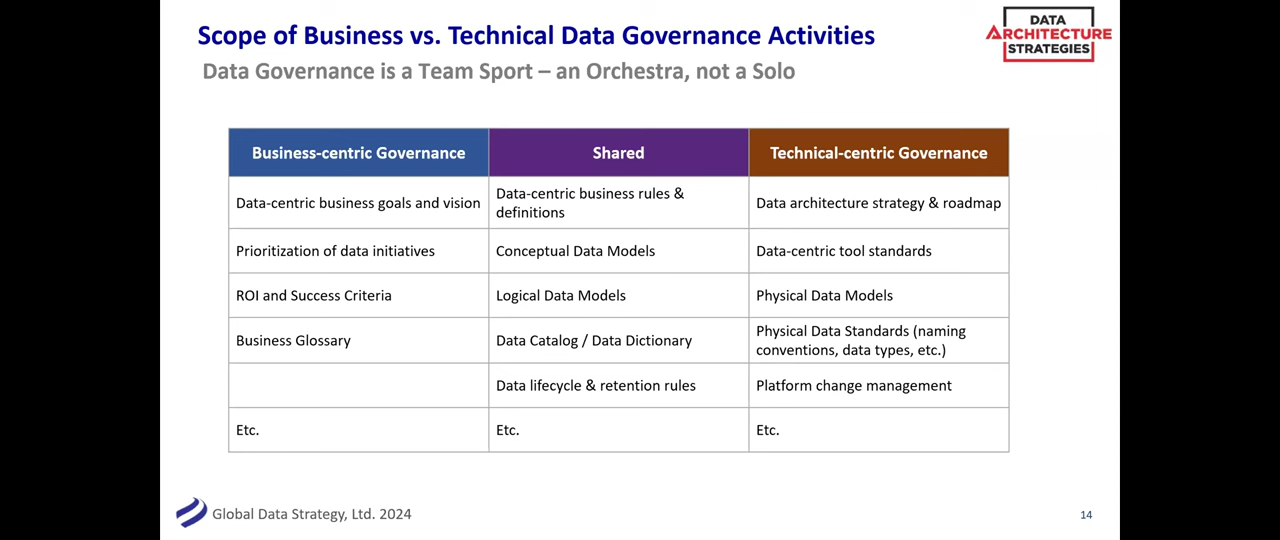 Scope of Business vs. Technical Data Governance Activities
Data Governance is a Team Sport – an Orchestra, not a Solo
DATA
ARCHITECTURE
STRATEGIES
Business-centric Governance
Shared
Technical-centric Governance
Data-centric business goals and vision
Data-centric business rules &
definitions
Data architecture strategy & roadmap
Prioritization of data initiatives
Conceptual Data Models
Data-centric tool standards
ROI and Success Criteria
Logical Data Models
Physical Data Models
Business Glossary
Data Catalog / Data Dictionary
Physical Data Standards (naming
conventions, data types, etc.)
Data lifecycle & retention rules
Platform change management
Etc.
Etc.
Etc.
Global Data Strategy, Ltd. 2024
14